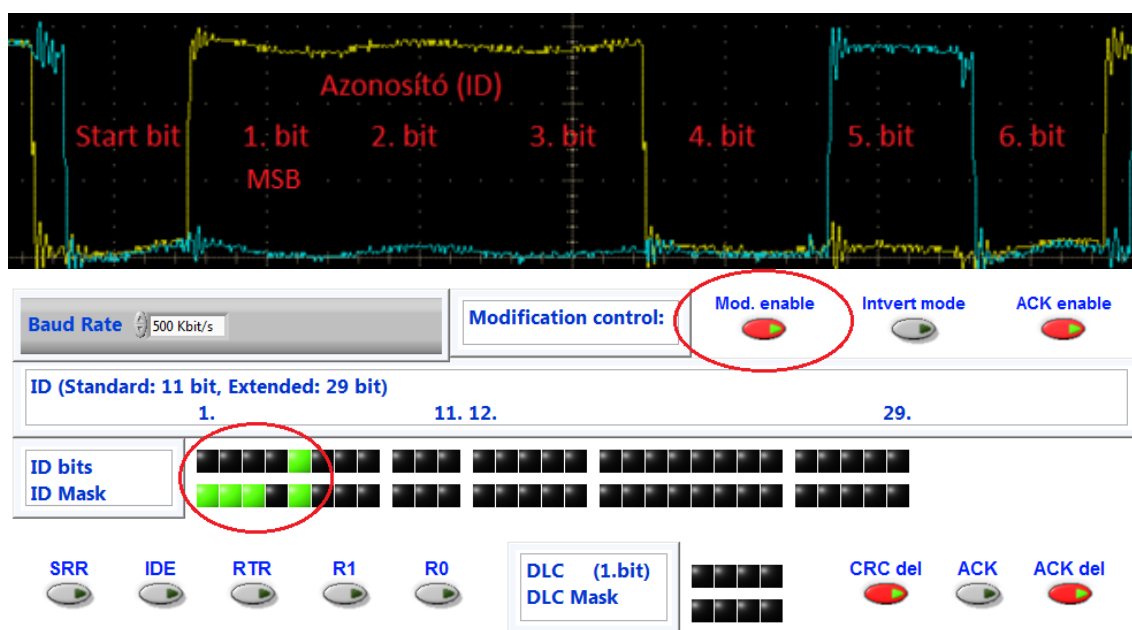 Azonosító (ID)
Start bit 1. bit 2. bit 3. bit 4. bit 5. bit 6. bit
MSB
Baud Rate 500 Kbit/s Modification control: Mod. enable Intvert mode ACK enable
ID (Standard: 11 bit, Extended: 29 bit)
1. 11. 12. 29.
ID bits
ID Mask
SRR IDE RTR R1 R0 DLC (1.bit) CRC del ACK ACK del
DLC Mask